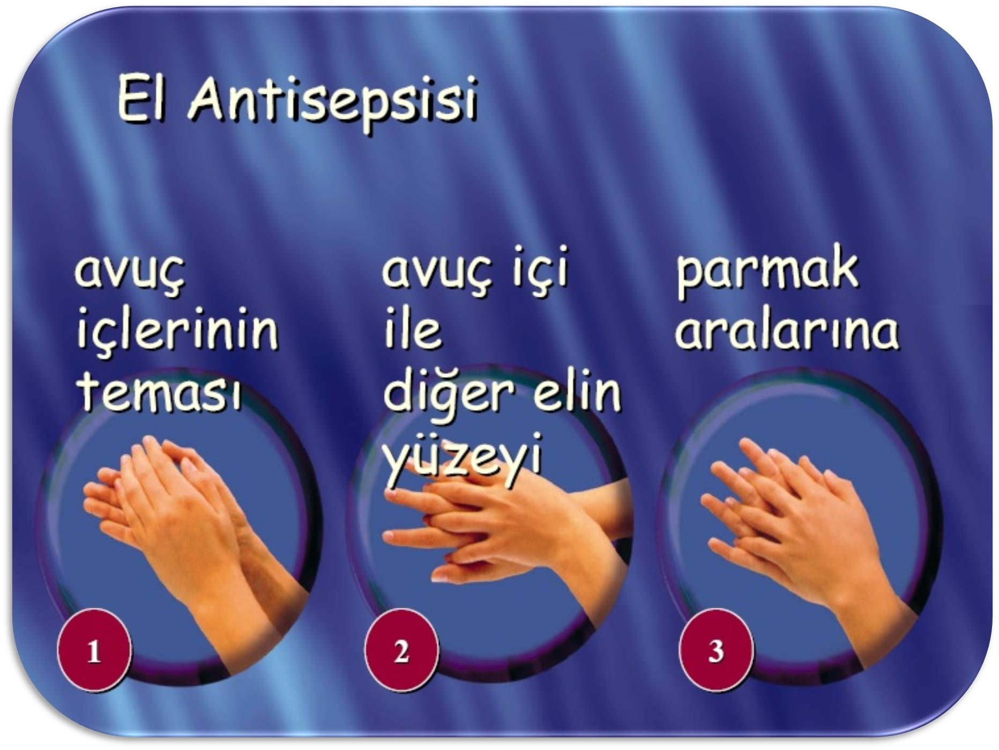 El Antisepsisi
avuç
içlerinin
teması
1
avuç içi
ile
diğer elin
yüzeyi
2
parmak
aralarına
3